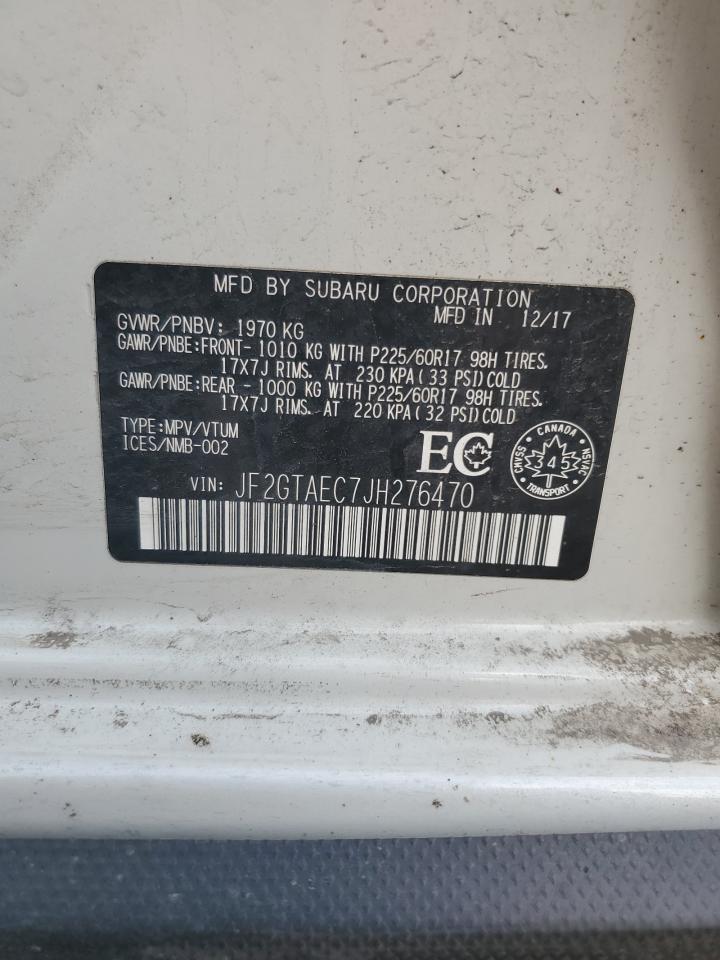 MFD BY SUBARU CORPORATION
MFD IN 12/17
GVWR/PNBV: 1970 KG
GAWR/PNBE:FRONT- 1010 KG WITH P225/60R17 98H TIRES.
17X7J RIMS. AT 230 KPA(33 PSI)COLD
GAWR/PNBE:REAR - 1000 KG WITH P225/60R17 98H TIRES.
17X7J RIMS. AT 220 KPA(32 PSI)COLD
TYPE:MPV/VTUM
ICES/NMB-002
EC
CANADA
CMVSS
345
NSVAC
TRANSPORT
VIN: JF2GTAEC7JH276470